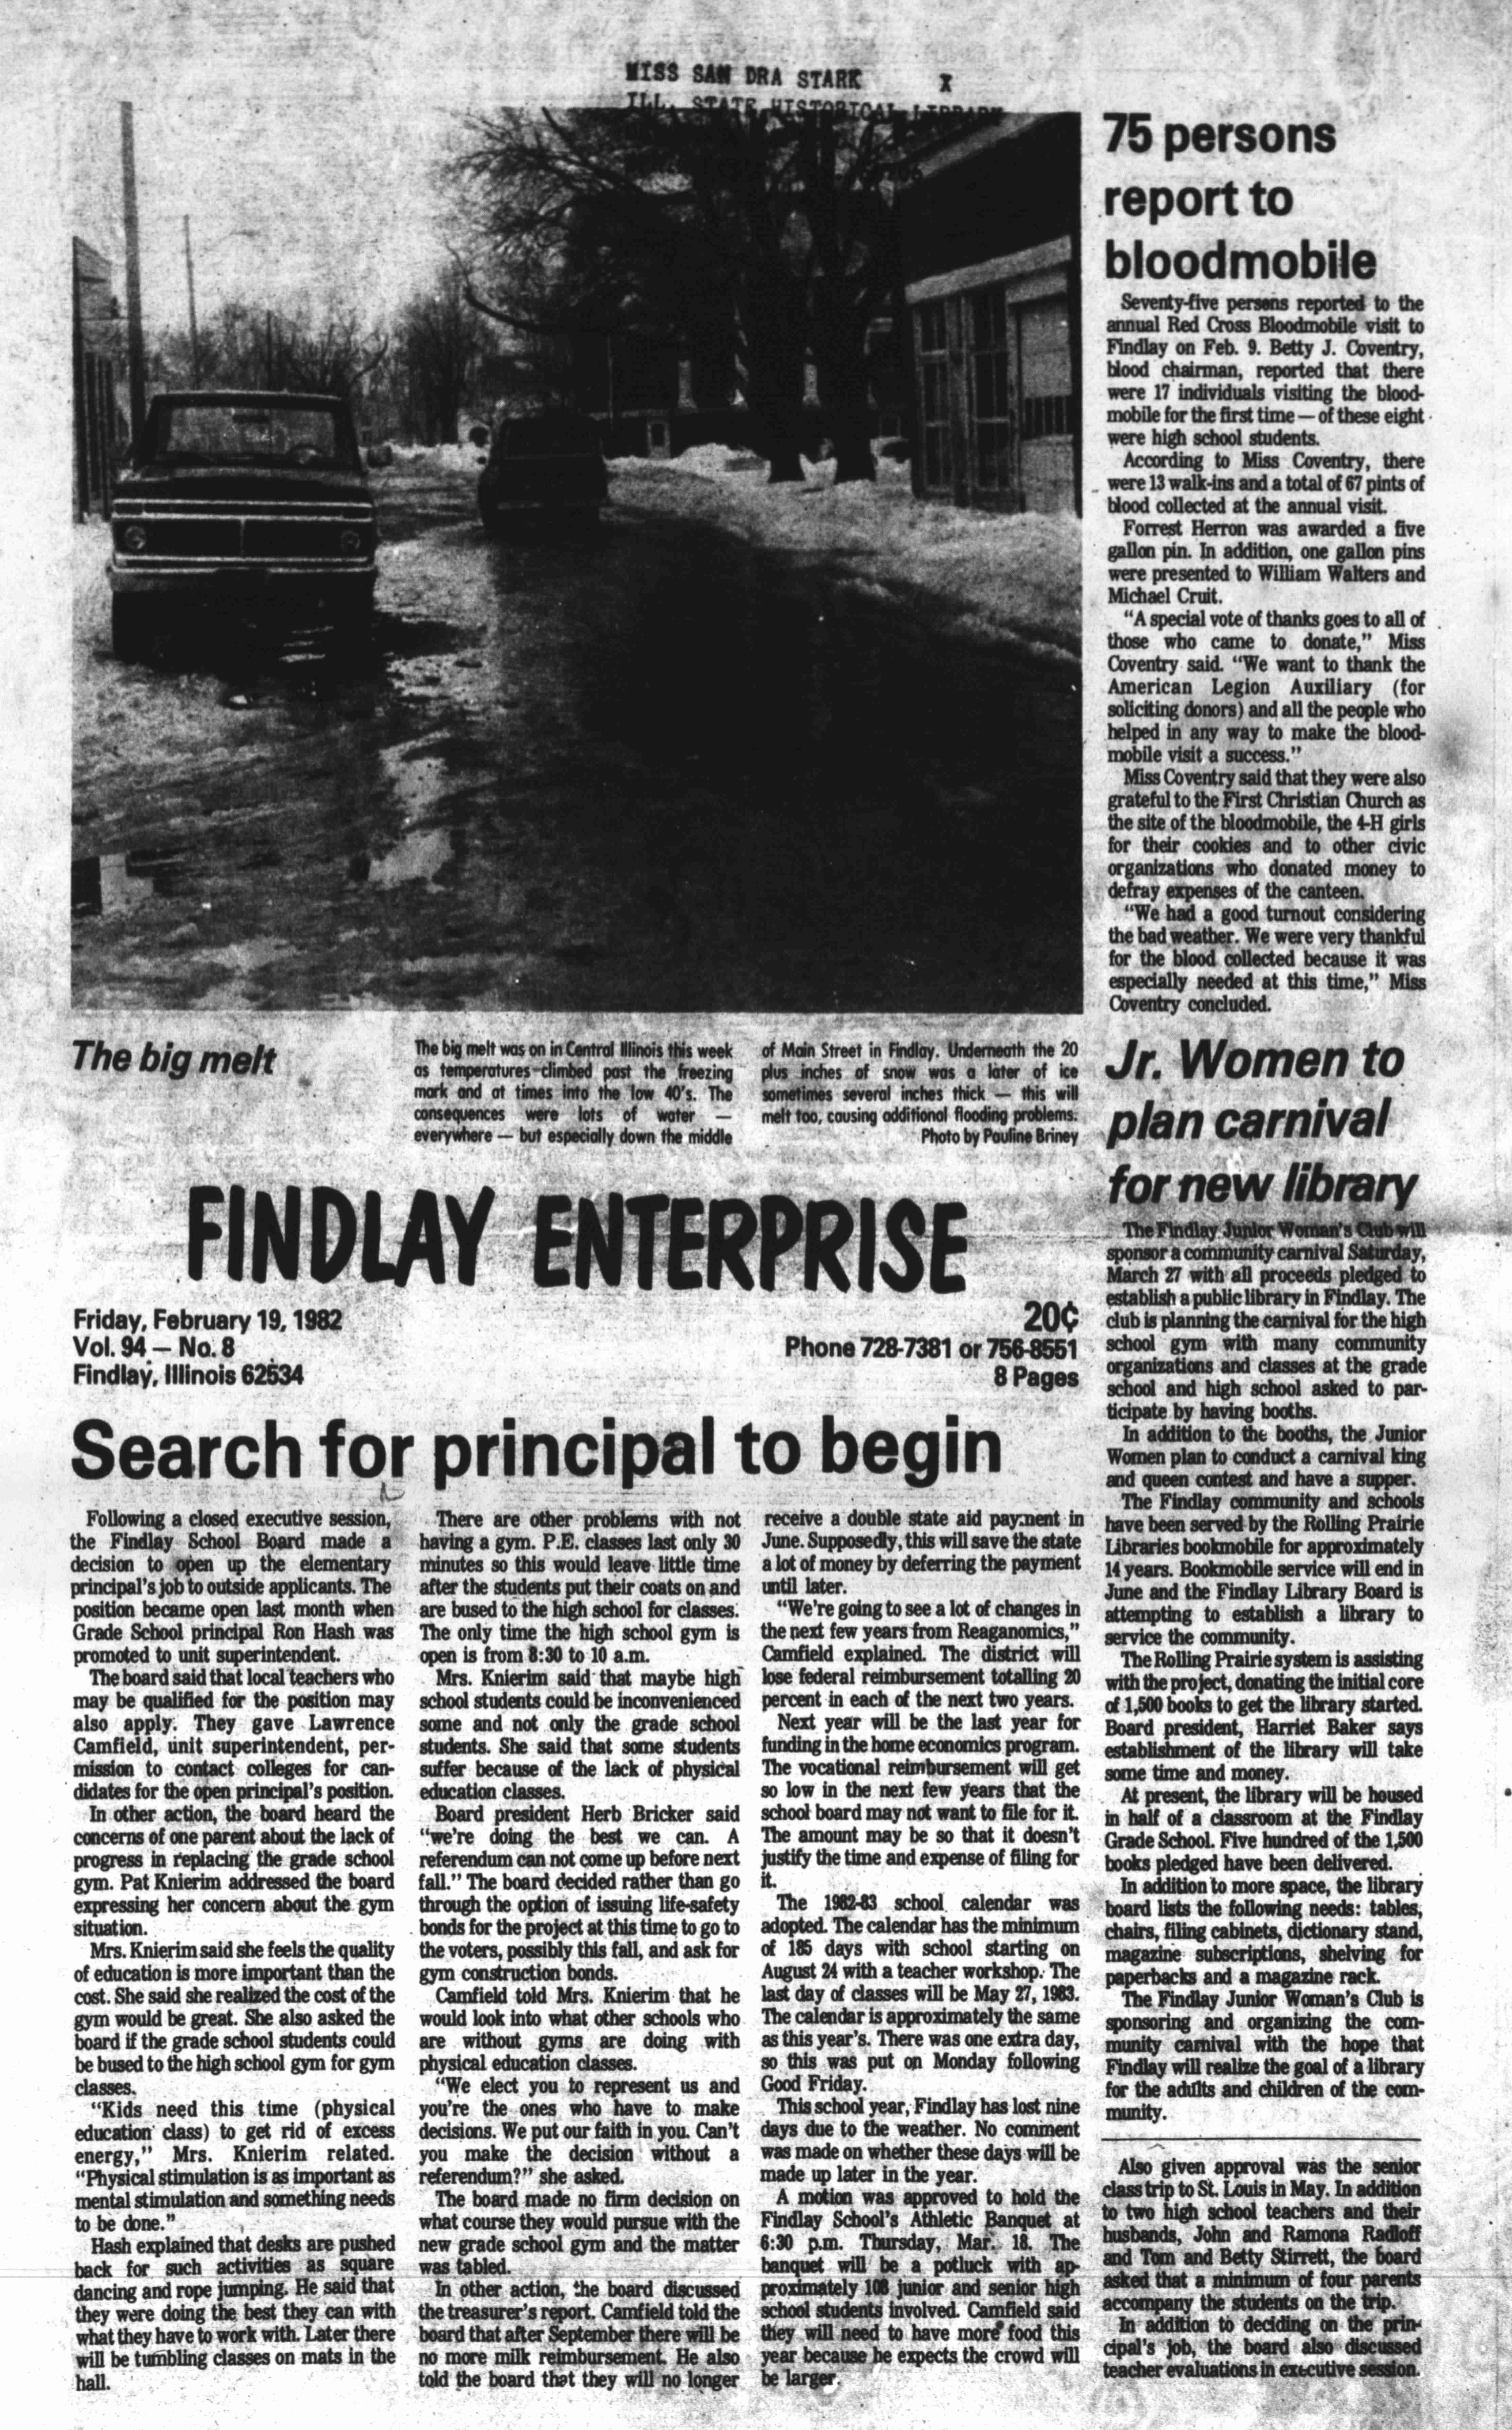 MISS SAN DRA STARK X
ILL. STATE HISTORICAL LIBRARY
75 persons
report to
bloodmobile
Seventy-five persons reported to the
annual Red Cross Bloodmobile visit to
Findlay on Feb. 9. Betty J. Coventry,
blood chairman, reported that there
were 17 individuals visiting the blood-
mobile for the first time — of these eight
were high school students.
According to Miss Coventry, there
were 13 walk-ins and a total of 67 pints of
blood collected at the annual visit.
Forrest Herron was awarded a five
gallon pin. In addition, one gallon pins
were presented to William Walters and
Michael Cruit.
"A special vote of thanks goes to all of
those who came to donate," Miss
Coventry said. "We want to thank the
American Legion Auxiliary (for
soliciting donors) and all the people who
helped in any way to make the blood-
mobile visit a success."
Miss Coventry said that they were also
grateful to the First Christian Church as
the site of the bloodmobile, the 4-H girls
for their cookies and to other civic
organizations who donated money to
defray expenses of the canteen.
"We had a good turnout considering
the bad weather. We were very thankful
for the blood collected because it was
especially needed at this time," Miss
Coventry concluded.
The big melt
The big melt was on in Central Illinois this week
as temperatures climbed past the freezing
mark and at times into the low 40's. The
consequences were lots of water —
everywhere — but especially down the middle
of Main Street in Findlay. Underneath the 20
plus inches of snow was a later of ice
sometimes several inches thick — this will
melt too, causing additional flooding problems.
Photo by Pauline Briney
Jr. Women to
plan carnival
for new library
The Findlay Junior Woman's Club will
sponsor a community carnival Saturday,
March 27 with all proceeds pledged to
establish a public library in Findlay. The
club is planning the carnival for the high
school gym with many community
organizations and classes at the grade
school and high school asked to par-
ticipate by having booths.
In addition to the booths, the Junior
Women plan to conduct a carnival king
and queen contest and have a supper.
The Findlay community and schools
have been served by the Rolling Prairie
Libraries bookmobile for approximately
14 years. Bookmobile service will end in
June and the Findlay Library Board is
attempting to establish a library to
service the community.
The Rolling Prairie system is assisting
with the project, donating the initial core
of 1,500 books to get the library started.
Board president, Harriet Baker says
establishment of the library will take
some time and money.
At present, the library will be housed
in half of a classroom at the Findlay
Grade School. Five hundred of the 1,500
books pledged have been delivered.
In addition to more space, the library
board lists the following needs: tables,
chairs, filing cabinets, dictionary stand,
magazine subscriptions, shelving for
paperbacks and a magazine rack.
The Findlay Junior Woman's Club is
sponsoring and organizing the com-
munity carnival with the hope that
Findlay will realize the goal of a library
for the adults and children of the com-
munity.
FINDLAY ENTERPRISE
Friday, February 19, 1982
Vol. 94 — No. 8
Findlay, Illinois 62534
20¢
Phone 728-7381 or 756-8551
8 Pages
Search for principal to begin
Following a closed executive session,
the Findlay School Board made a
decision to open up the elementary
principal's job to outside applicants. The
position became open last month when
Grade School principal Ron Hash was
promoted to unit superintendent.
The board said that local teachers who
may be qualified for the position may
also apply. They gave Lawrence
Camfield, unit superintendent, per-
mission to contact colleges for can-
didates for the open principal's position.
In other action, the board heard the
concerns of one parent about the lack of
progress in replacing the grade school
gym. Pat Knierim addressed the board
expressing her concern about the gym
situation.
Mrs. Knierim said she feels the quality
of education is more important than the
cost. She said she realized the cost of the
gym would be great. She also asked the
board if the grade school students could
be bused to the high school gym for gym
classes.
"Kids need this time (physical
education class) to get rid of excess
energy," Mrs. Knierim related.
"Physical stimulation is as important as
mental stimulation and something needs
to be done."
Hash explained that desks are pushed
back for such activities as square
dancing and rope jumping. He said that
they were doing the best they can with
what they have to work with. Later there
will be tumbling classes on mats in the
hall.
There are other problems with not
having a gym. P.E. classes last only 30
minutes so this would leave little time
after the students put their coats on and
are bused to the high school for classes.
The only time the high school gym is
open is from 8:30 to 10 a.m.
Mrs. Knierim said that maybe high
school students could be inconvenienced
some and not only the grade school
students. She said that some students
suffer because of the lack of physical
education classes.
Board president Herb Bricker said
"we're doing the best we can. A
referendum can not come up before next
fall." The board decided rather than go
through the option of issuing life-safety
bonds for the project at this time to go to
the voters, possibly this fall, and ask for
gym construction bonds.
Camfield told Mrs. Knierim that he
would look into what other schools who
are without gyms are doing with
physical education classes.
"We elect you to represent us and
you're the ones who have to make
decisions. We put our faith in you. Can't
you make the decision without a
referendum?" she asked.
The board made no firm decision on
what course they would pursue with the
new grade school gym and the matter
was tabled.
In other action, the board discussed
the treasurer's report. Camfield told the
board that after September there will be
no more milk reimbursement. He also
told the board that they will no longer
receive a double state aid payment in
June. Supposedly, this will save the state
a lot of money by deferring the payment
until later.
"We're going to see a lot of changes in
the next few years from Reaganomics,"
Camfield explained. The district will
lose federal reimbursement totalling 20
percent in each of the next two years.
Next year will be the last year for
funding in the home economics program.
The vocational reimbursement will get
so low in the next few years that the
school board may not want to file for it.
The amount may be so that it doesn't
justify the time and expense of filing for
it.
The 1982-83 school calendar was
adopted. The calendar has the minimum
of 185 days with school starting on
August 24 with a teacher workshop. The
last day of classes will be May 27, 1983.
The calendar is approximately the same
as this year's. There was one extra day,
so this was put on Monday following
Good Friday.
This school year, Findlay has lost nine
days due to the weather. No comment
was made on whether these days will be
made up later in the year.
A motion was approved to hold the
Findlay School's Athletic Banquet at
6:30 p.m. Thursday, Mar. 18. The
banquet will be a potluck with ap-
proximately 108 junior and senior high
school students involved. Camfield said
they will need to have more food this
year because he expects the crowd will
be larger.
Also given approval was the senior
class trip to St. Louis in May. In addition
to two high school teachers and their
husbands, John and Ramona Radloff
and Tom and Betty Stirrett, the board
asked that a minimum of four parents
accompany the students on the trip.
In addition to deciding on the prin-
cipal's job, the board also discussed
teacher evaluations in executive session.